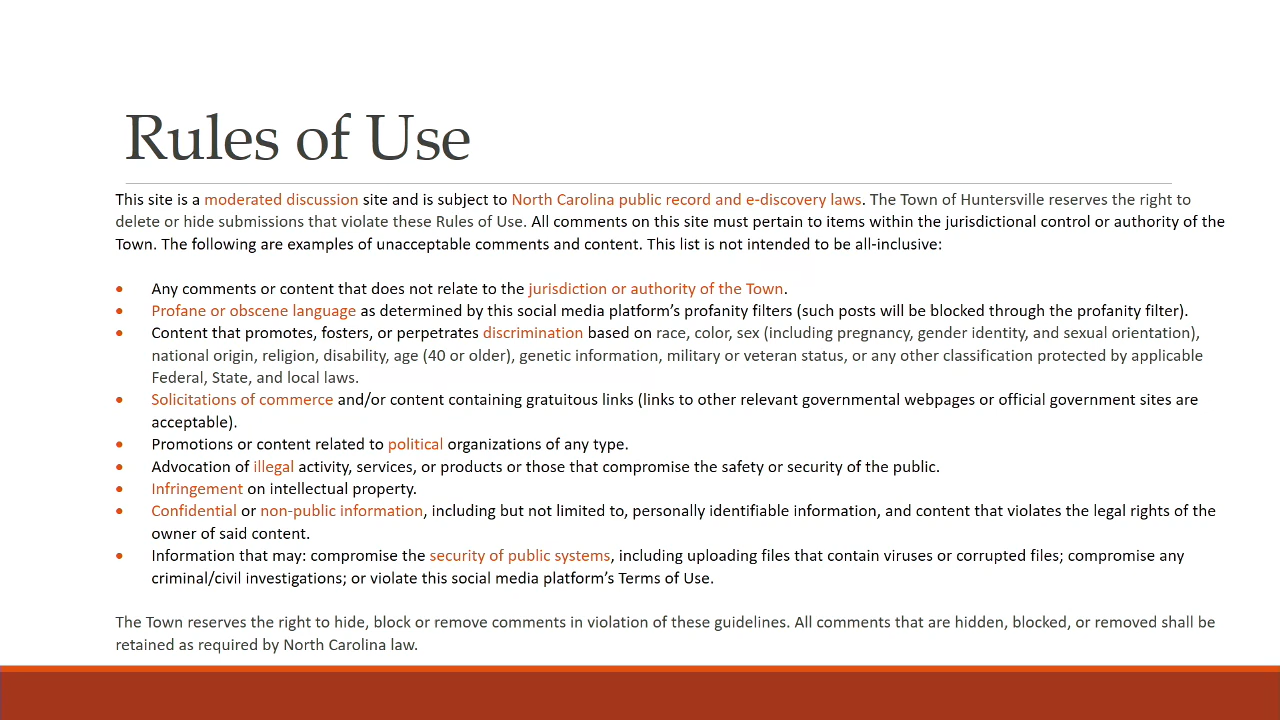 Rules of Use
This site is a moderated discussion site and is subject to North Carolina public record and e-discovery laws. The Town of Huntersville reserves the right to
delete or hide submissions that violate these Rules of Use. All comments on this site must pertain to items within the jurisdictional control or authority of the
Town. The following are examples of unacceptable comments and content. This list is not intended to be all-inclusive:
• Any comments or content that does not relate to the jurisdiction or authority of the Town.
• Profane or obscene language as determined by this social media platform’s profanity filters (such posts will be blocked through the profanity filter).
• Content that promotes, fosters, or perpetrates discrimination based on race, color, sex (including pregnancy, gender identity, and sexual orientation),
national origin, religion, disability, age (40 or older), genetic information, military or veteran status, or any other classification protected by applicable
Federal, State, and local laws.
• Solicitations of commerce and/or content containing gratuitous links (links to other relevant governmental webpages or official government sites are
acceptable).
• Promotions or content related to political organizations of any type.
• Advocation of illegal activity, services, or products or those that compromise the safety or security of the public.
• Infringement on intellectual property.
• Confidential or non-public information, including but not limited to, personally identifiable information, and content that violates the legal rights of the
owner of said content.
• Information that may: compromise the security of public systems, including uploading files that contain viruses or corrupted files; compromise any
criminal/civil investigations; or violate this social media platform’s Terms of Use.
The Town reserves the right to hide, block or remove comments in violation of these guidelines. All comments that are hidden, blocked, or removed shall be
retained as required by North Carolina law.